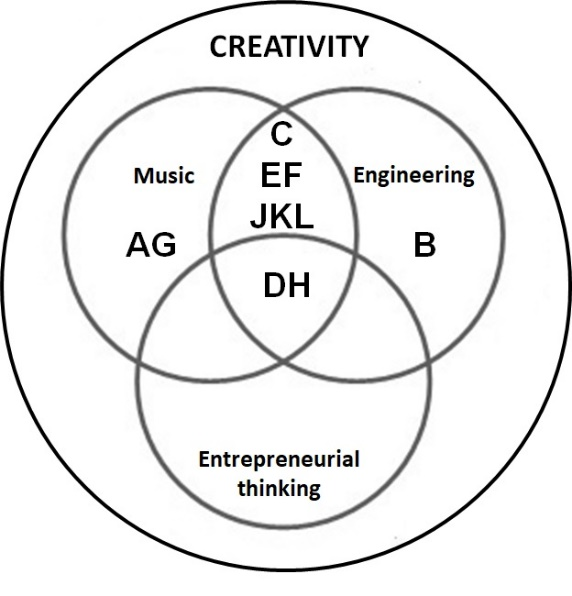 CREATIVITY
C
Music
EF
Engineering
JKL
AG
B
DH
Entrepreneurial
thinking